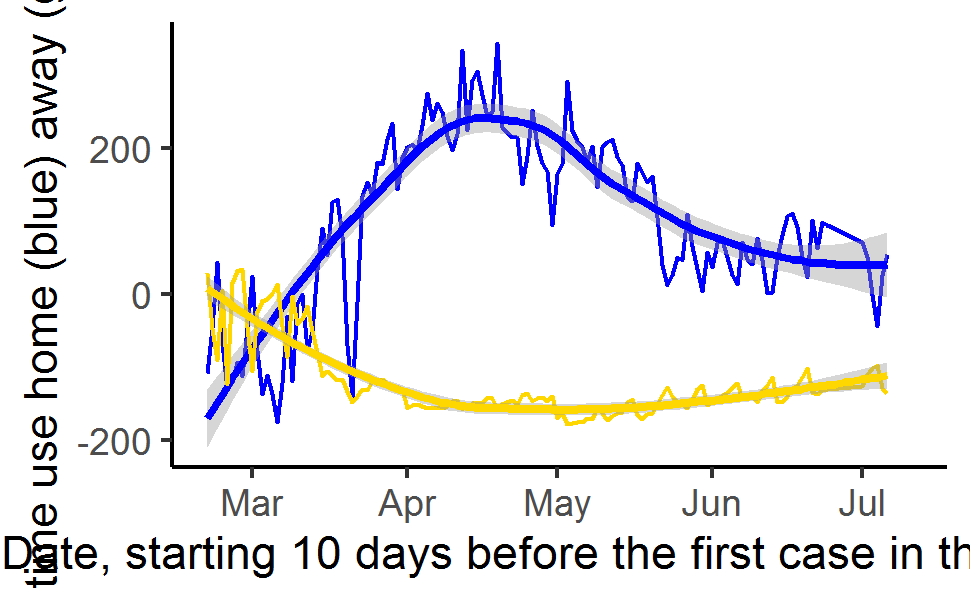 time use home (blue) away (
200
0
-200
Mar Apr May Jun Jul
Date, starting 10 days before the first case in th